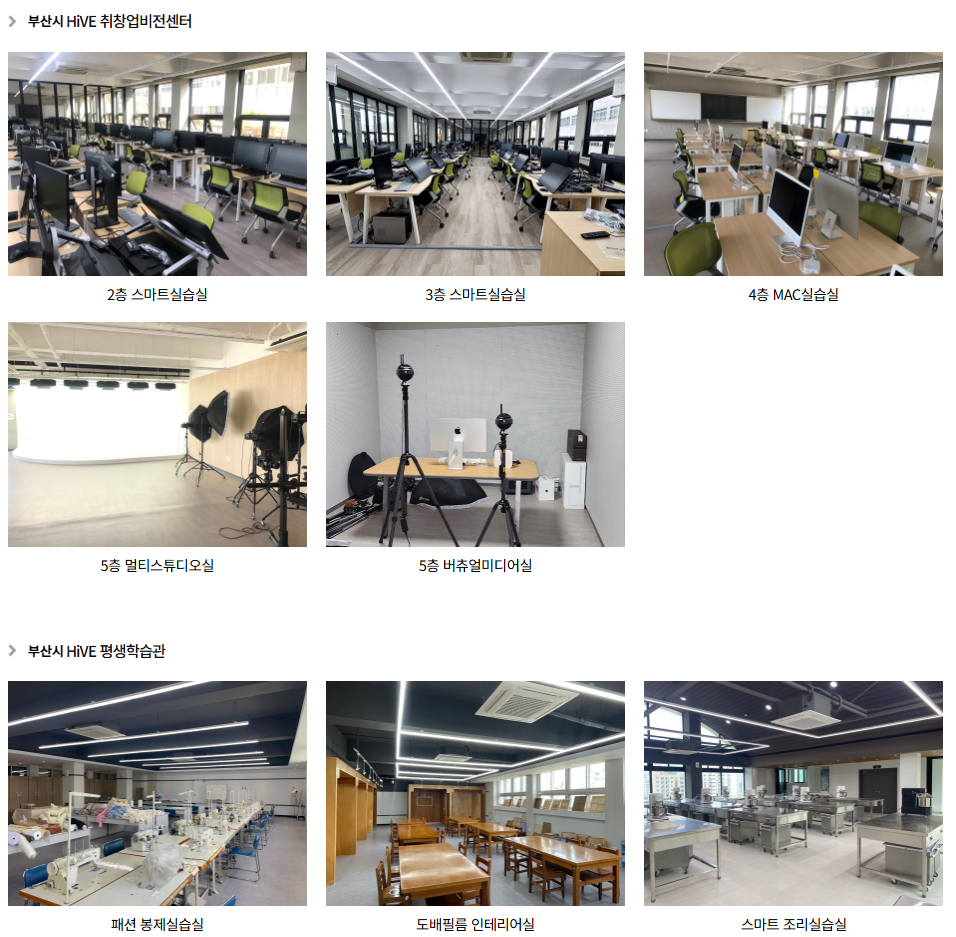 부산시 HiVE 취창업비전센터
2층 스마트실습실
3층 스마트실습실
4층 MAC실습실
5층 멀티스튜디오실
5층 버츄얼미디어실
부산시 HiVE 평생학습관
패션 봉제실습실
도배필름 인테리어실
스마트 조리실습실